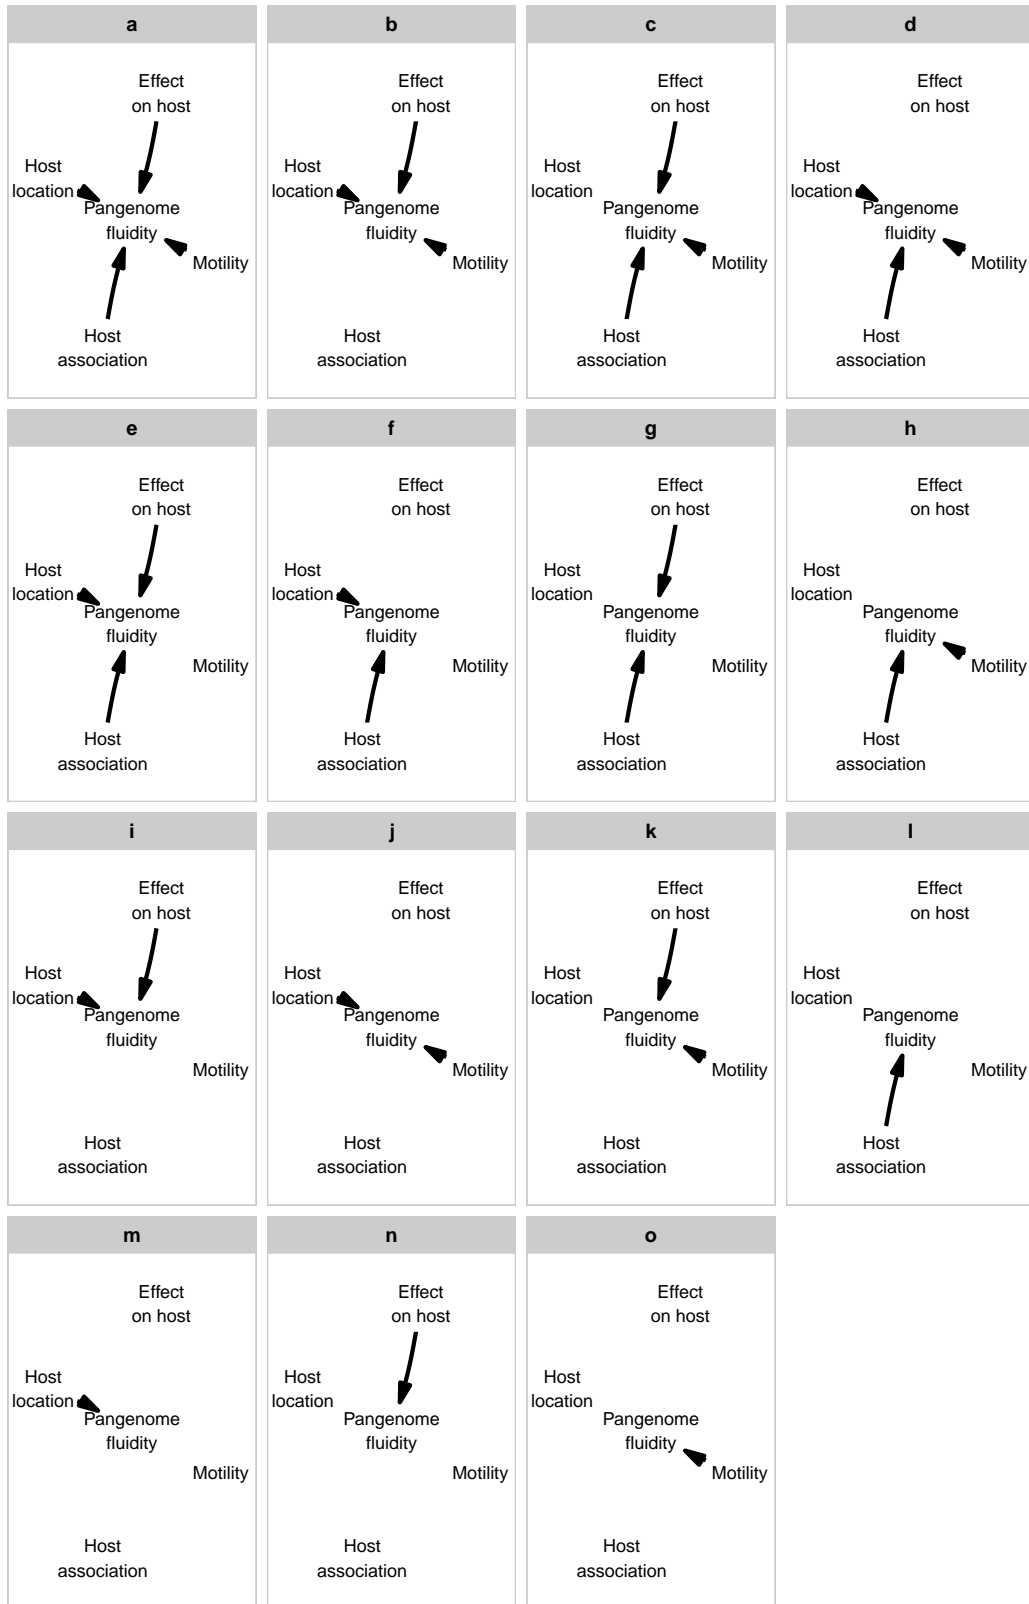 a
Effect
on host
Host
location
Pangenome
fluidity
Motility
Host
association
b
Effect
on host
Host
location
Pangenome
fluidity
Motility
Host
association
c
Effect
on host
Host
location
Pangenome
fluidity
Motility
Host
association
d
Effect
on host
Host
location
Pangenome
fluidity
Motility
Host
association
e
Effect
on host
Host
location
Pangenome
fluidity
Motility
Host
association
f
Effect
on host
Host
location
Pangenome
fluidity
Motility
Host
association
g
Effect
on host
Host
location
Pangenome
fluidity
Motility
Host
association
h
Effect
on host
Host
location
Pangenome
fluidity
Motility
Host
association
i
Effect
on host
Host
location
Pangenome
fluidity
Motility
Host
association
j
Effect
on host
Host
location
Pangenome
fluidity
Motility
Host
association
k
Effect
on host
Host
location
Pangenome
fluidity
Motility
Host
association
l
Effect
on host
Host
location
Pangenome
fluidity
Motility
Host
association
m
Effect
on host
Host
location
Pangenome
fluidity
Motility
Host
association
n
Effect
on host
Host
location
Pangenome
fluidity
Motility
Host
association
o
Effect
on host
Host
location
Pangenome
fluidity
Motility
Host
association